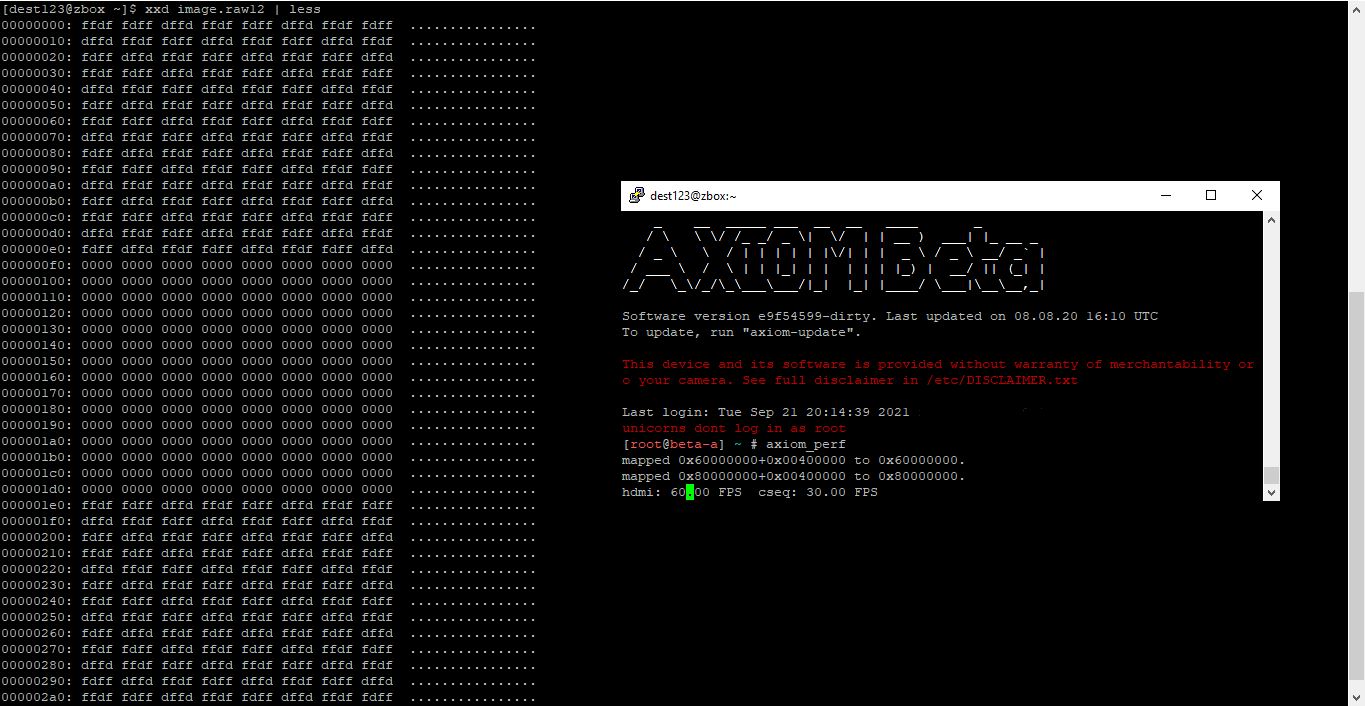 [dest123@zbox ~]$ xxd image.raw12 | less
00000000: ffdf fdff dffd ffdf fdff dffd ffdf fdff  ................
00000010: dffd ffdf fdff dffd ffdf fdff dffd ffdf  ................
00000020: fdff dffd ffdf fdff dffd ffdf fdff dffd  ................
00000030: ffdf fdff dffd ffdf fdff dffd ffdf fdff  ................
00000040: dffd ffdf fdff dffd ffdf fdff dffd ffdf  ................
00000050: fdff dffd ffdf fdff dffd ffdf fdff dffd  ................
00000060: ffdf fdff dffd ffdf fdff dffd ffdf fdff  ................
00000070: dffd ffdf fdff dffd ffdf fdff dffd ffdf  ................
00000080: fdff dffd ffdf fdff dffd ffdf fdff dffd  ................
00000090: ffdf fdff dffd ffdf fdff dffd ffdf fdff  ................
000000a0: dffd ffdf fdff dffd ffdf fdff dffd ffdf  ................
000000b0: fdff dffd ffdf fdff dffd ffdf fdff dffd  ................
000000c0: ffdf fdff dffd ffdf fdff dffd ffdf fdff  ................
000000d0: dffd ffdf fdff dffd ffdf fdff dffd ffdf  ................
000000e0: fdff dffd ffdf fdff dffd ffdf fdff dffd  ................
000000f0: 0000 0000 0000 0000 0000 0000 0000 0000  ................
00000100: 0000 0000 0000 0000 0000 0000 0000 0000  ................
00000110: 0000 0000 0000 0000 0000 0000 0000 0000  ................
00000120: 0000 0000 0000 0000 0000 0000 0000 0000  ................
00000130: 0000 0000 0000 0000 0000 0000 0000 0000  ................
00000140: 0000 0000 0000 0000 0000 0000 0000 0000  ................
00000150: 0000 0000 0000 0000 0000 0000 0000 0000  ................
00000160: 0000 0000 0000 0000 0000 0000 0000 0000  ................
00000170: 0000 0000 0000 0000 0000 0000 0000 0000  ................
00000180: 0000 0000 0000 0000 0000 0000 0000 0000  ................
00000190: 0000 0000 0000 0000 0000 0000 0000 0000  ................
000001a0: 0000 0000 0000 0000 0000 0000 0000 0000  ................
000001b0: 0000 0000 0000 0000 0000 0000 0000 0000  ................
000001c0: 0000 0000 0000 0000 0000 0000 0000 0000  ................
000001d0: 0000 0000 0000 0000 0000 0000 0000 0000  ................
000001e0: ffdf fdff dffd ffdf fdff dffd ffdf fdff  ................
000001f0: dffd ffdf fdff dffd ffdf fdff dffd ffdf  ................
00000200: fdff dffd ffdf fdff dffd ffdf fdff dffd  ................
00000210: ffdf fdff dffd ffdf fdff dffd ffdf fdff  ................
00000220: dffd ffdf fdff dffd ffdf fdff dffd ffdf  ................
00000230: fdff dffd ffdf fdff dffd ffdf fdff dffd  ................
00000240: ffdf fdff dffd ffdf fdff dffd ffdf fdff  ................
00000250: dffd ffdf fdff dffd ffdf fdff dffd ffdf  ................
00000260: fdff dffd ffdf fdff dffd ffdf fdff dffd  ................
00000270: ffdf fdff dffd ffdf fdff dffd ffdf fdff  ................
00000280: dffd ffdf fdff dffd ffdf fdff dffd ffdf  ................
00000290: fdff dffd ffdf fdff dffd ffdf fdff dffd  ................
000002a0: ffdf fdff dffd ffdf fdff dffd ffdf fdff  ................
dest123@zbox:~
AXIOM Beta
Software version e9f54599-dirty. Last updated on 08.08.20 16:10 UTC
To update, run "axiom-update".
This device and its software is provided without warranty of merchantability or
o your camera. See full disclaimer in /etc/DISCLAIMER.txt
Last login: Tue Sep 21 20:14:39 2021
unicorns dont log in as root
[root@beta-a] ~ # axiom_perf
mapped 0x60000000+0x00400000 to 0x60000000.
mapped 0x80000000+0x00400000 to 0x80000000.
hdmi: 60.00 FPS  cseq: 30.00 FPS